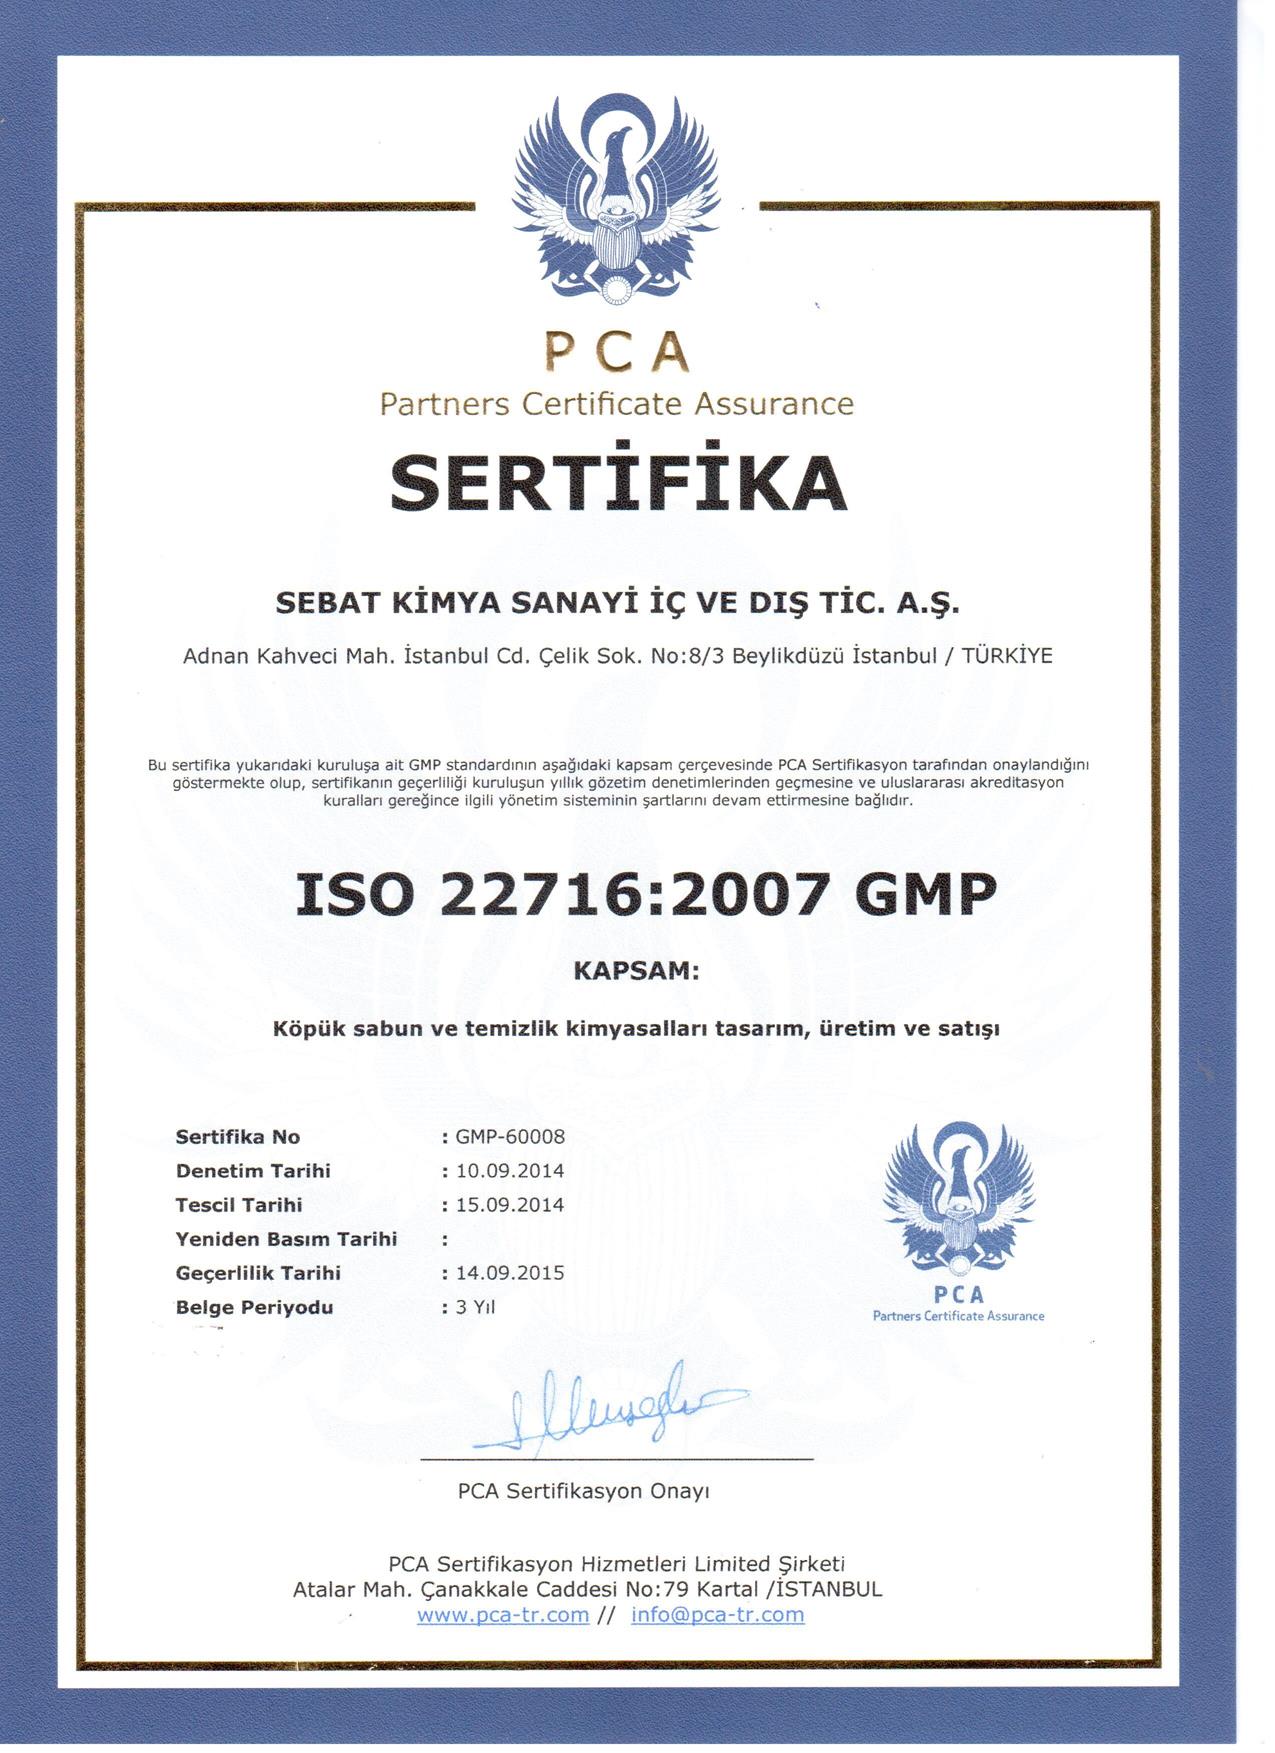 P C A
Partners Certificate Assurance
SERTİFİKA
SEBAT KİMYA SANAYİ İÇ VE DIŞ TİC. A.Ş.
Adnan Kahveci Mah. İstanbul Cd. Çelik Sok. No:8/3 Beylikdüzü İstanbul / TÜRKİYE
Bu sertifika yukarıdaki kuruluşa ait GMP standardının aşağıdaki kapsam çerçevesinde PCA Sertifikasyon tarafından onaylandığını
göstermekte olup, sertifikanın geçerliliği kuruluşun yıllık gözetim denetimlerinden geçmesine ve uluslararası akreditasyon
kuralları gereğince ilgili yönetim sisteminin şartlarını devam ettirmesine bağlıdır.
ISO 22716:2007 GMP
KAPSAM:
Köpük sabun ve temizlik kimyasalları tasarım, üretim ve satışı
Sertifika No : GMP-60008
Denetim Tarihi : 10.09.2014
Tescil Tarihi : 15.09.2014
Yeniden Basım Tarihi :
Geçerlilik Tarihi : 14.09.2015
Belge Periyodu : 3 Yıl
PCA
Partners Certificate Assurance
PCA Sertifikasyon Onayı
PCA Sertifikasyon Hizmetleri Limited Şirketi
Atalar Mah. Çanakkale Caddesi No:79 Kartal /İSTANBUL
www.pca-tr.com // info@pca-tr.com